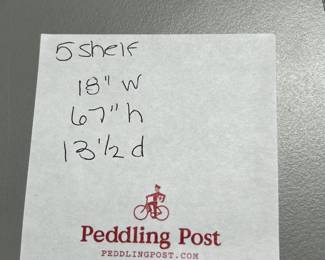 5 shelf
18" W
67" h
13 1/2 d
Peddling Post
PEDDLINGPOST.COM